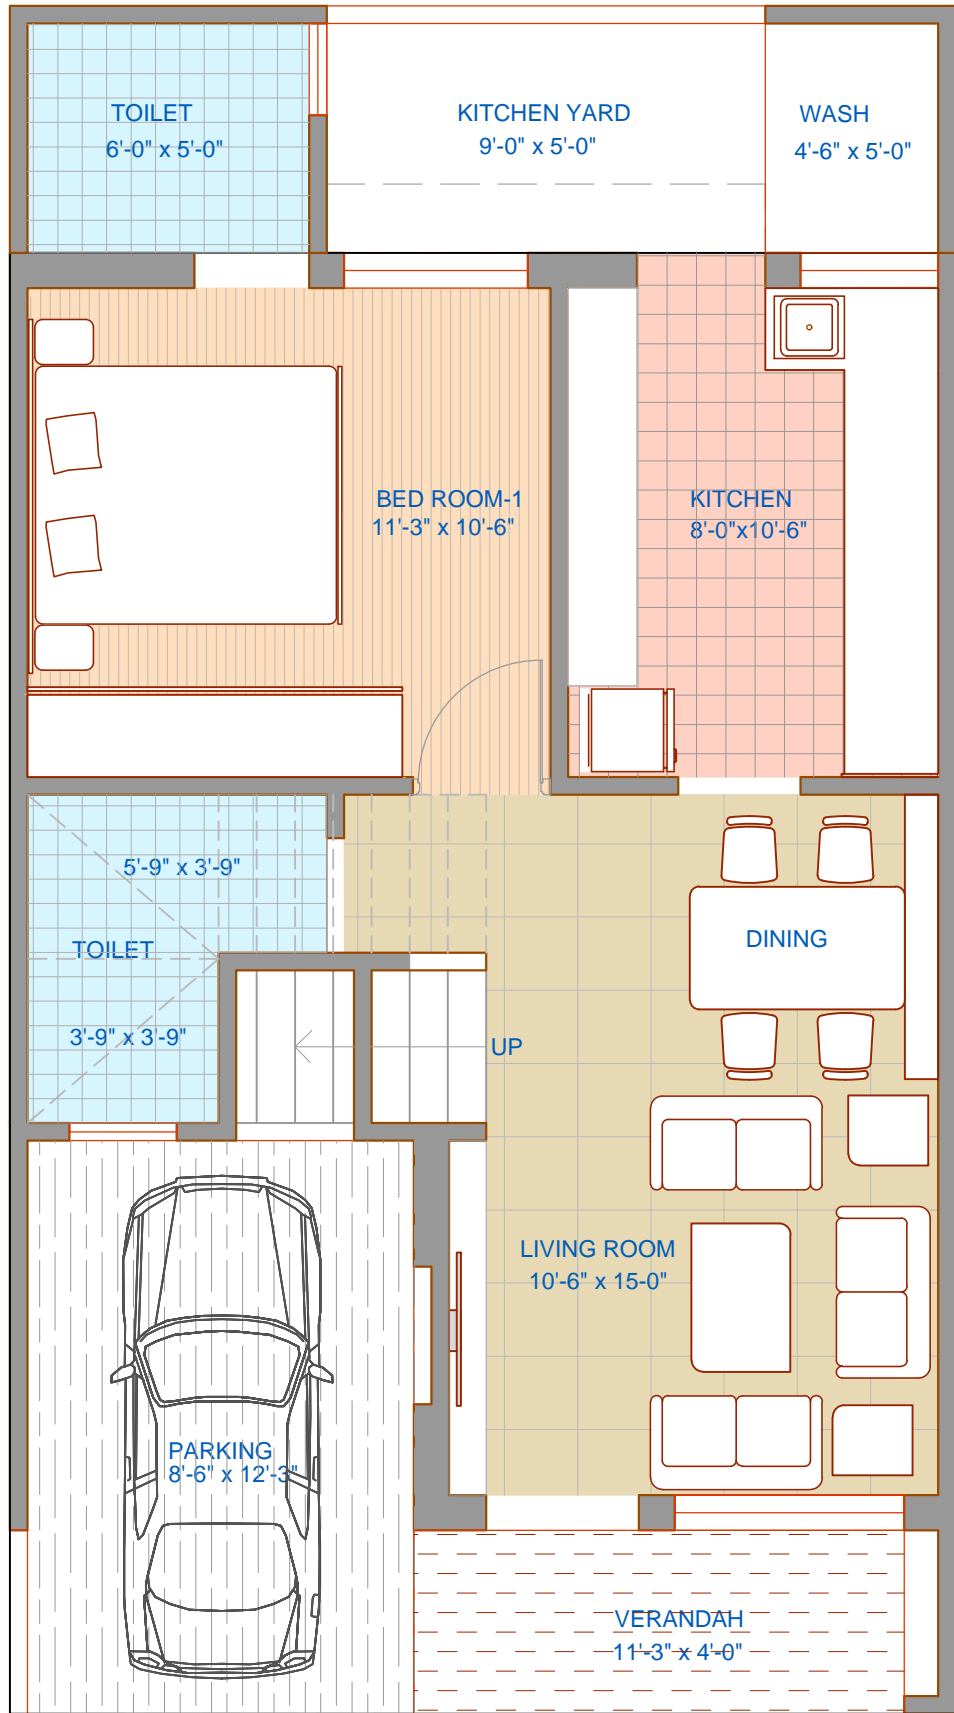 TOILET
6'-0" x 5'-0"
KITCHEN YARD
9'-0" x 5'-0"
WASH
4'-6" x 5'-0"
BED ROOM-1
11'-3" x 10'-6"
KITCHEN
8'-0"x10'-6"
5'-9" x 3'-9"
TOILET
3'-9" x 3'-9"
DINING
UP
LIVING ROOM
10'-6" x 15-0"
PARKING
8'-6" x 12'-3"
VERANDAH
11'-3" x 4'-0"